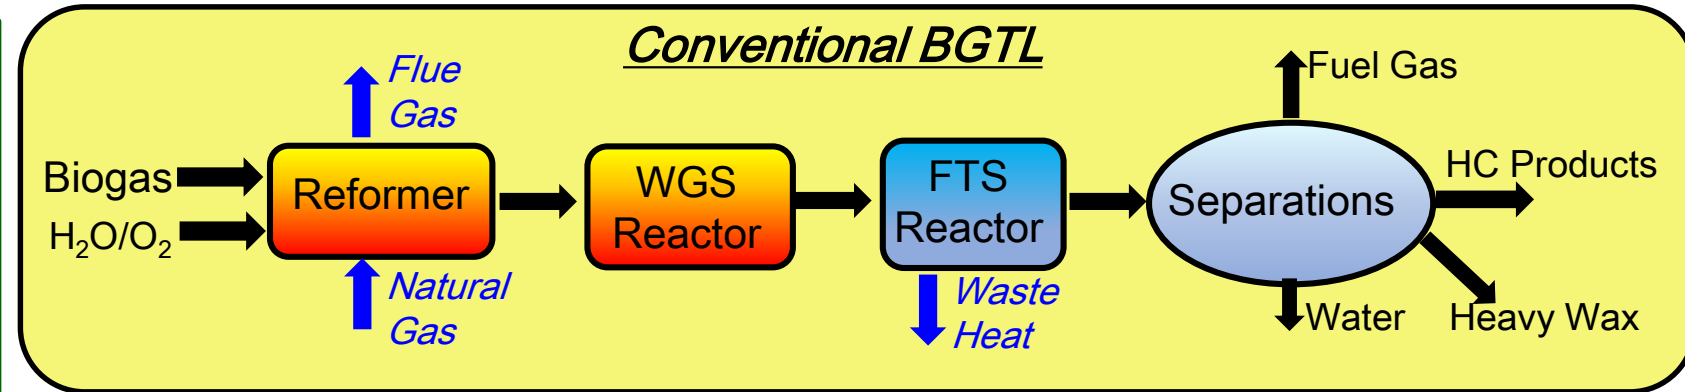 Conventional BGTL
Flue
Gas
Fuel Gas
Biogas
H₂O/O₂
Reformer
WGS
Reactor
FTS
Reactor
Separations
HC Products
Natural
Gas
Waste
Heat
Water
Heavy Wax